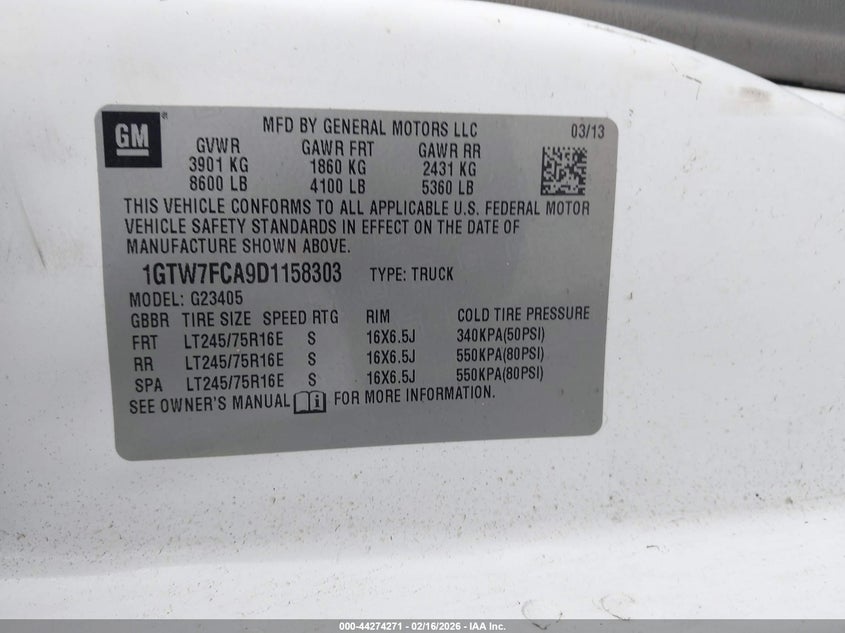 GM
MFD BY GENERAL MOTORS LLC 03/13
GVWR GAWR FRT GAWR RR
3901 KG 1860 KG 2431 KG
8600 LB 4100 LB 5360 LB
THIS VEHICLE CONFORMS TO ALL APPLICABLE U.S. FEDERAL MOTOR
VEHICLE SAFETY STANDARDS IN EFFECT ON THE DATE OF
MANUFACTURE SHOWN ABOVE.
1GTW7FCA9D1158303 TYPE: TRUCK
MODEL: G23405
GBBR TIRE SIZE SPEED RTG RIM COLD TIRE PRESSURE
FRT LT245/75R16E S 16X6.5J 340KPA(50PSI)
RR LT245/75R16E S 16X6.5J 550KPA(80PSI)
SPA LT245/75R16E S 16X6.5J 550KPA(80PSI)
SEE OWNER'S MANUAL i FOR MORE INFORMATION.
000-44274271 - 02/16/2026 - IAA Inc.